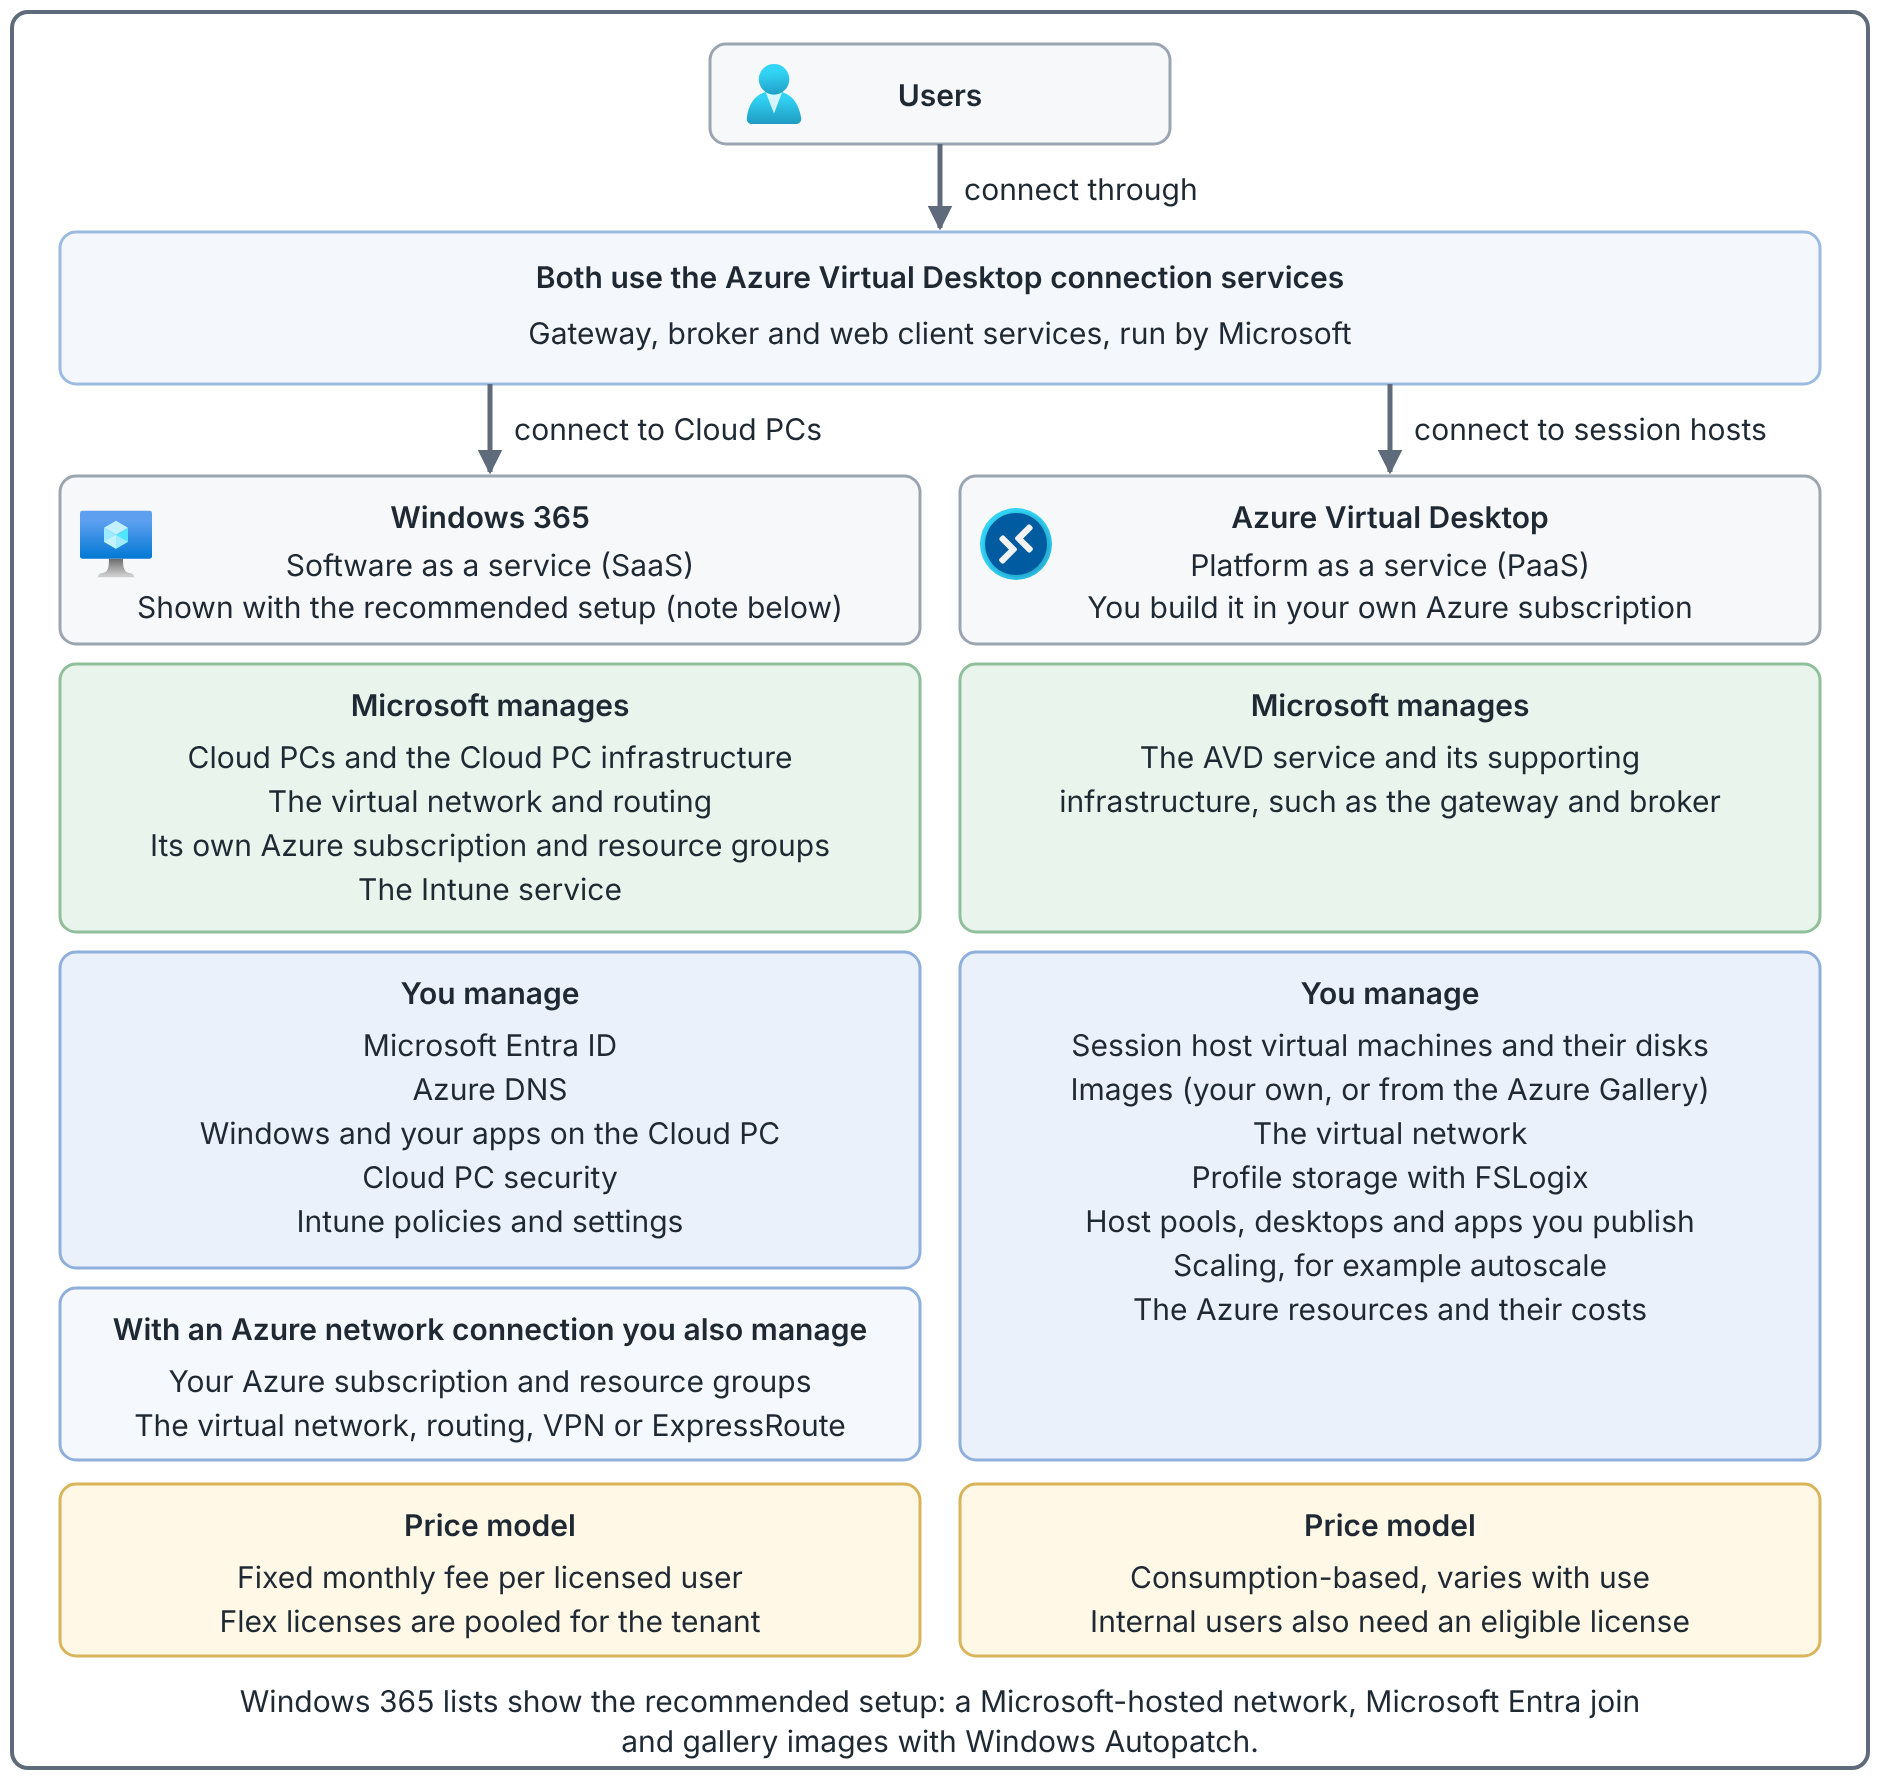 Users
connect through
Both use the Azure Virtual Desktop connection services
Gateway, broker and web client services, run by Microsoft
connect to Cloud PCs
connect to session hosts
Windows 365
Software as a service (SaaS)
Shown with the recommended setup (note below)
Azure Virtual Desktop
Platform as a service (PaaS)
You build it in your own Azure subscription
Microsoft manages
Cloud PCs and the Cloud PC infrastructure
The virtual network and routing
Its own Azure subscription and resource groups
The Intune service
Microsoft manages
The AVD service and its supporting
infrastructure, such as the gateway and broker
You manage
Microsoft Entra ID
Azure DNS
Windows and your apps on the Cloud PC
Cloud PC security
Intune policies and settings
With an Azure network connection you also manage
Your Azure subscription and resource groups
The virtual network, routing, VPN or ExpressRoute
You manage
Session host virtual machines and their disks
Images (your own, or from the Azure Gallery)
The virtual network
Profile storage with FSLogix
Host pools, desktops and apps you publish
Scaling, for example autoscale
The Azure resources and their costs
Price model
Fixed monthly fee per licensed user
Flex licenses are pooled for the tenant
Price model
Consumption-based, varies with use
Internal users also need an eligible license
Windows 365 lists show the recommended setup: a Microsoft-hosted network, Microsoft Entra join
and gallery images with Windows Autopatch.